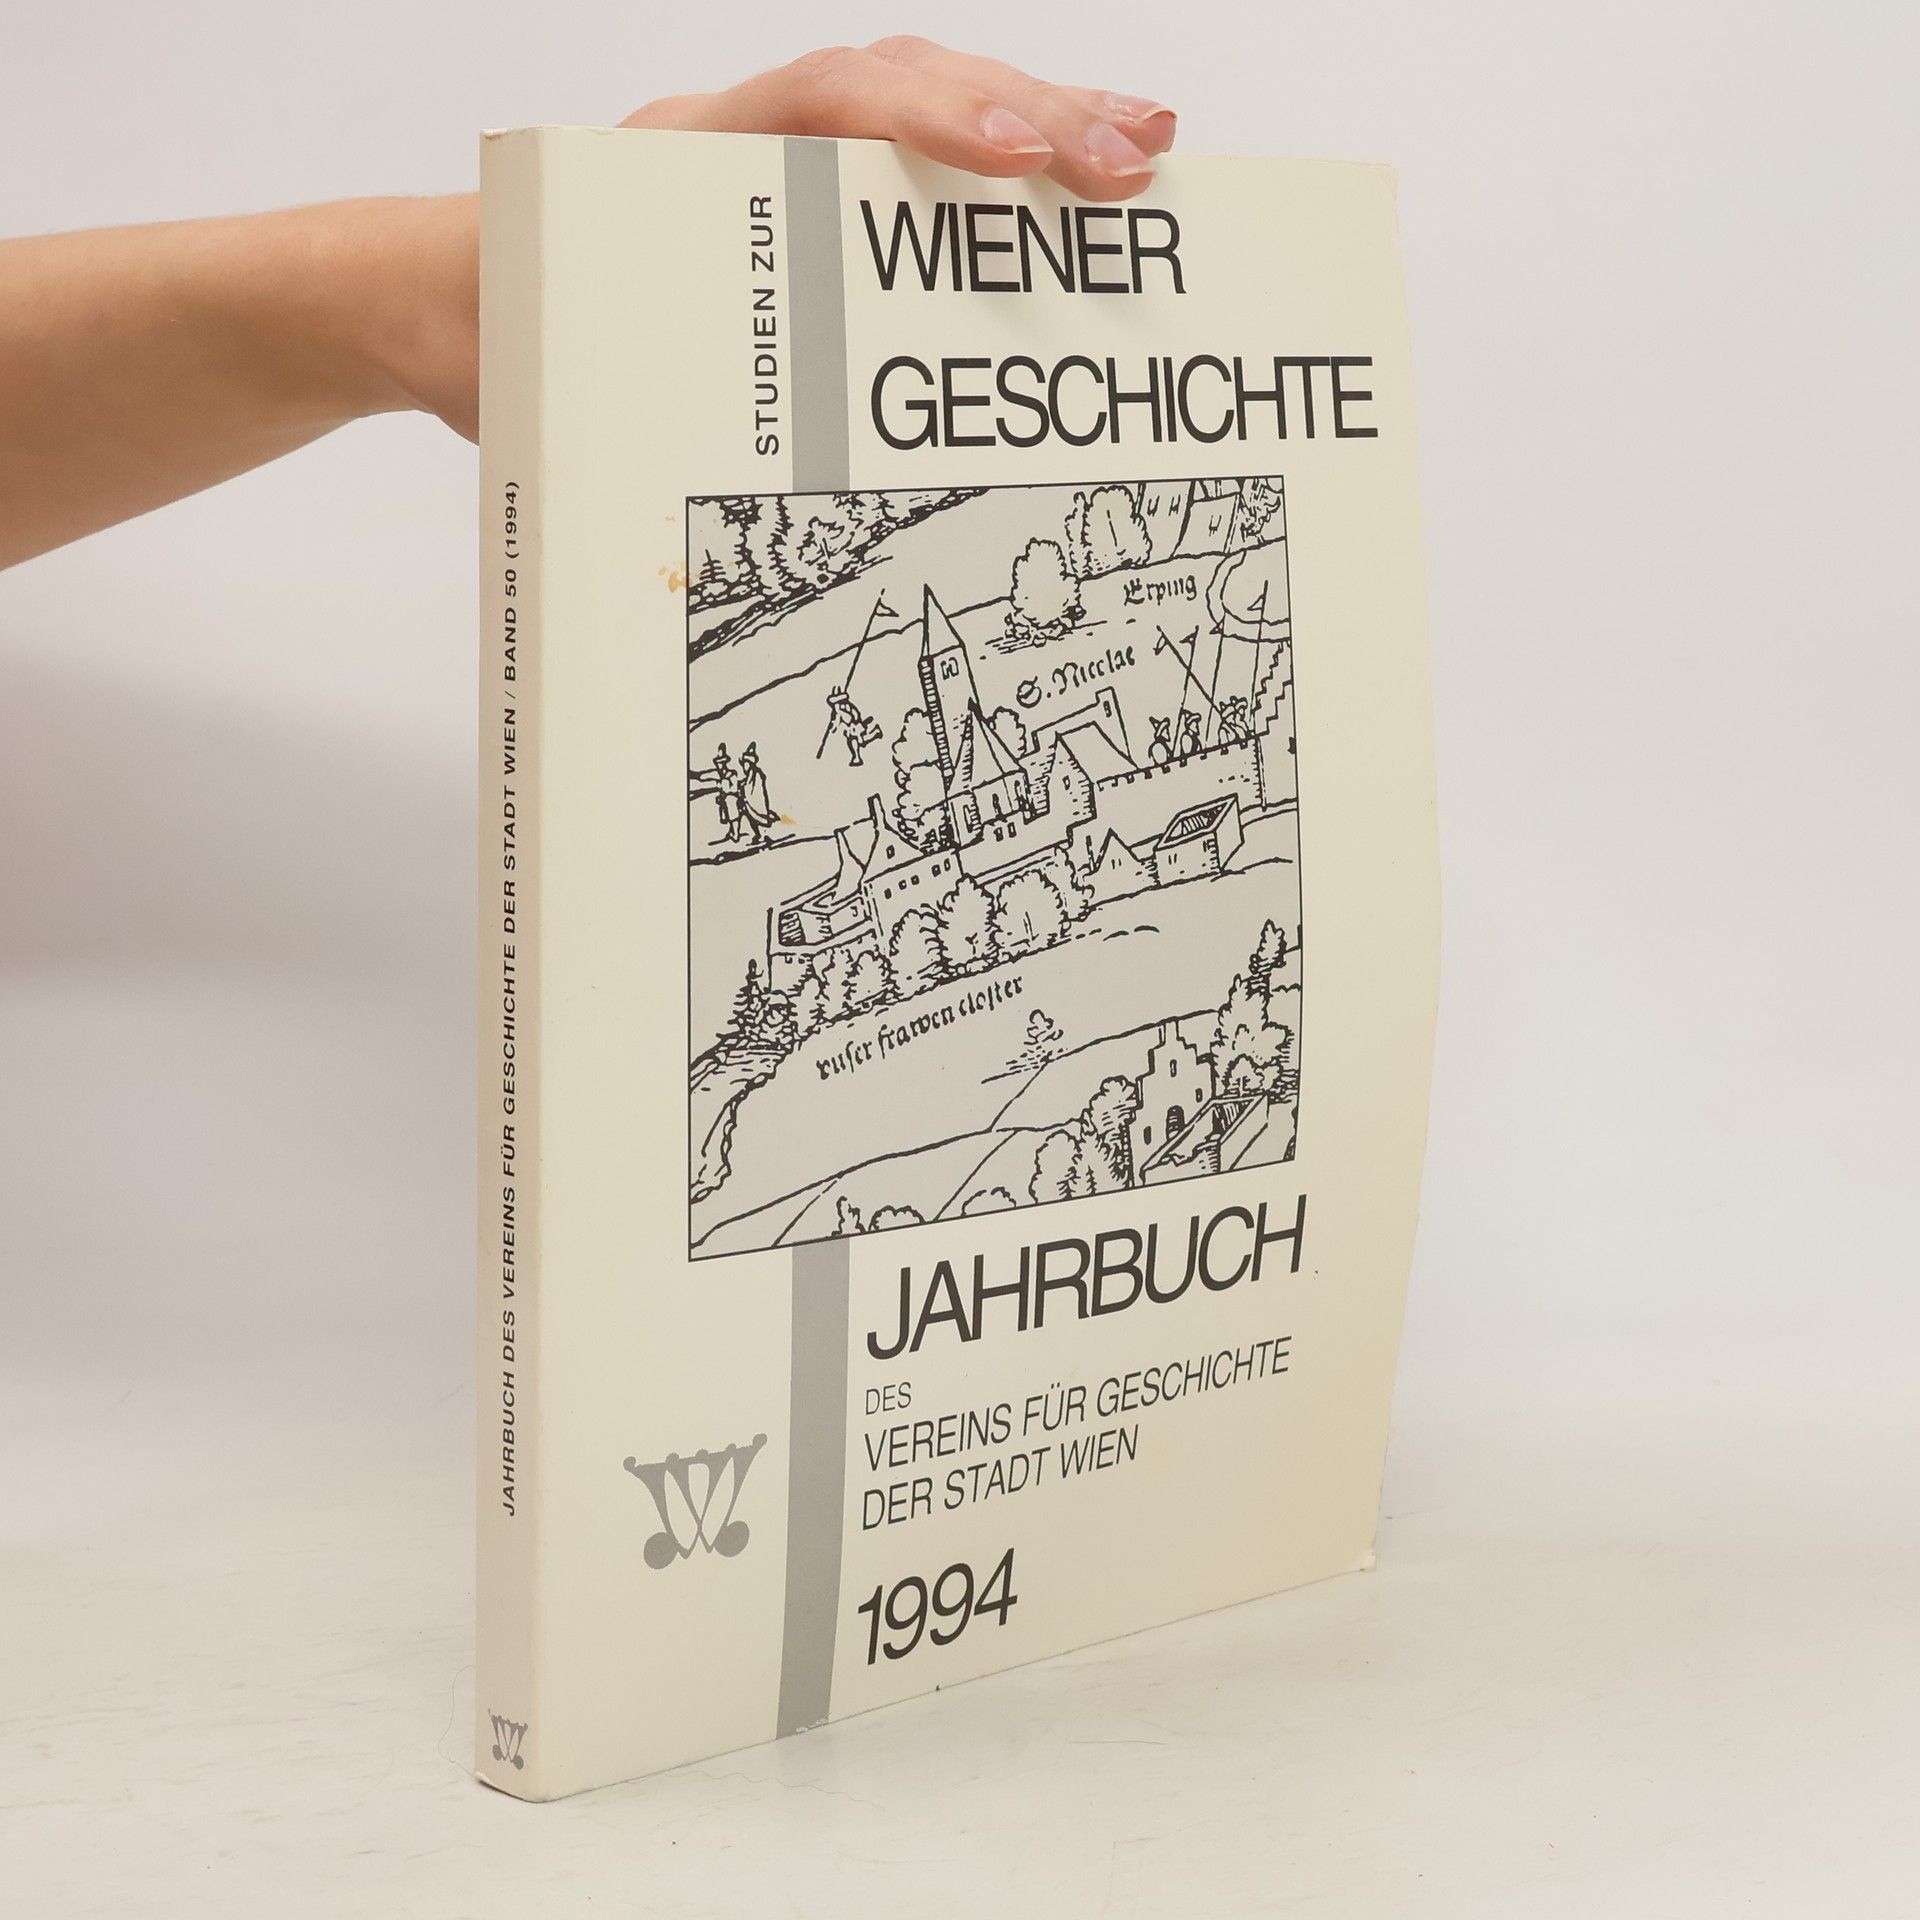 STUDIEN ZUR
WIENER
GESCHICHTE
Erping
S. Nicclae
vnser frawen closter
JAHRBUCH
DES
VEREINS FÜR GESCHICHTE
DER STADT WIEN
1994
JAHRBUCH DES VEREINS FÜR GESCHICHTE DER STADT WIEN / BAND 50 (1994)